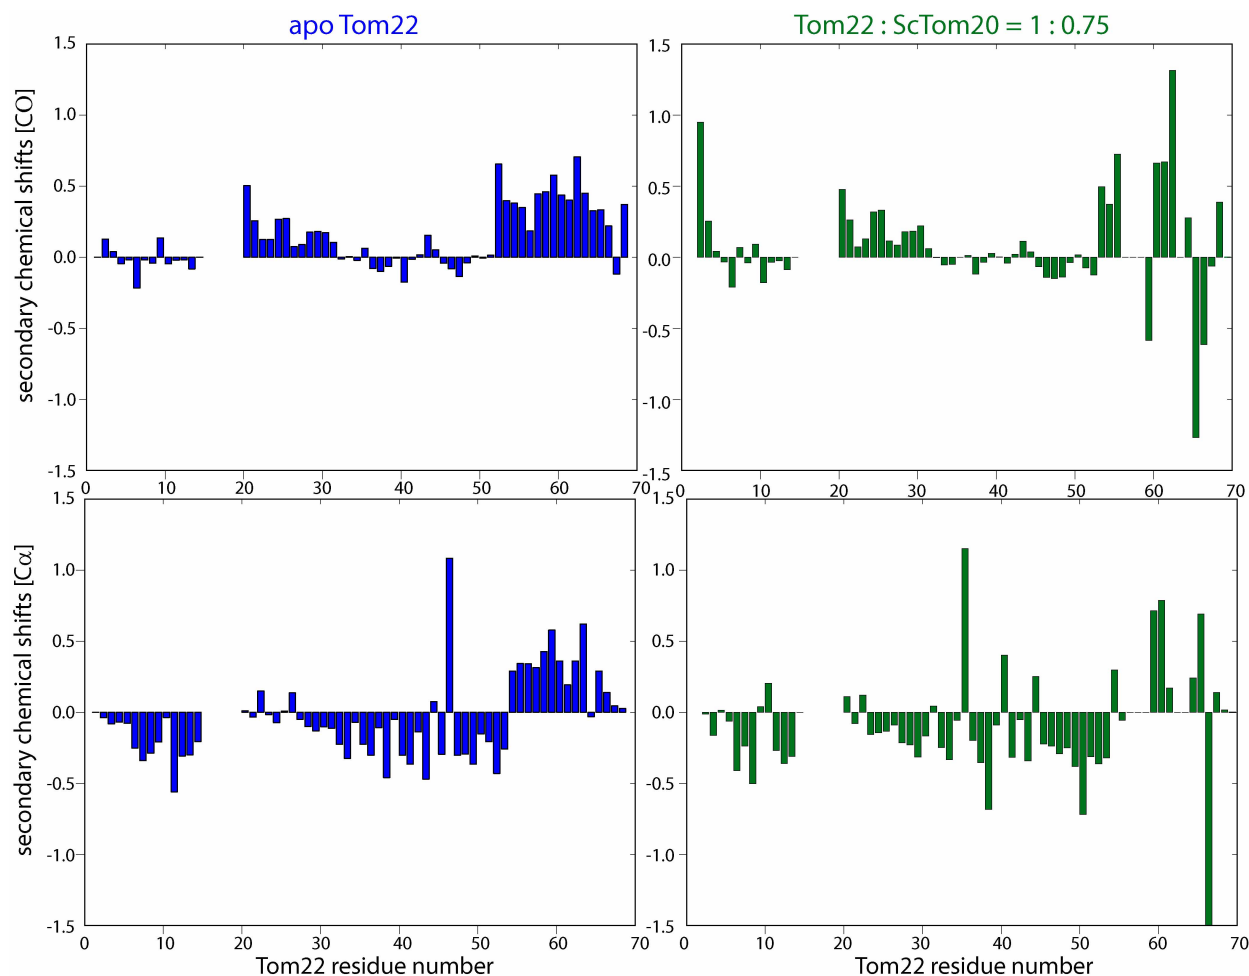 apo Tom22
Tom22 : ScTom20 = 1 : 0.75
secondary chemical shifts [CO]
1.5
1.0
0.5
0.0
-0.5
-1.0
-1.5
0 10 20 30 40 50 60 70
1.5
1.0
0.5
0.0
-0.5
-1.0
-1.5
0 10 20 30 40 50 60 70
secondary chemical shifts [Cα]
1.5
1.0
0.5
0.0
-0.5
-1.0
-1.5
0 10 20 30 40 50 60 70
Tom22 residue number
1.5
1.0
0.5
0.0
-0.5
-1.0
-1.5
0 10 20 30 40 50 60 70
Tom22 residue number